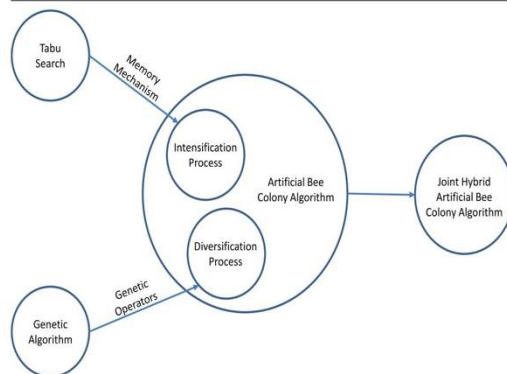 Tabu
Search
Memory
Mechanism
Intensification
Process
Artificial Bee
Colony Algorithm
Joint Hybrid
Artificial Bee
Colony Algorithm
Diversification
Process
Genetic
Operators
Genetic
Algorithm